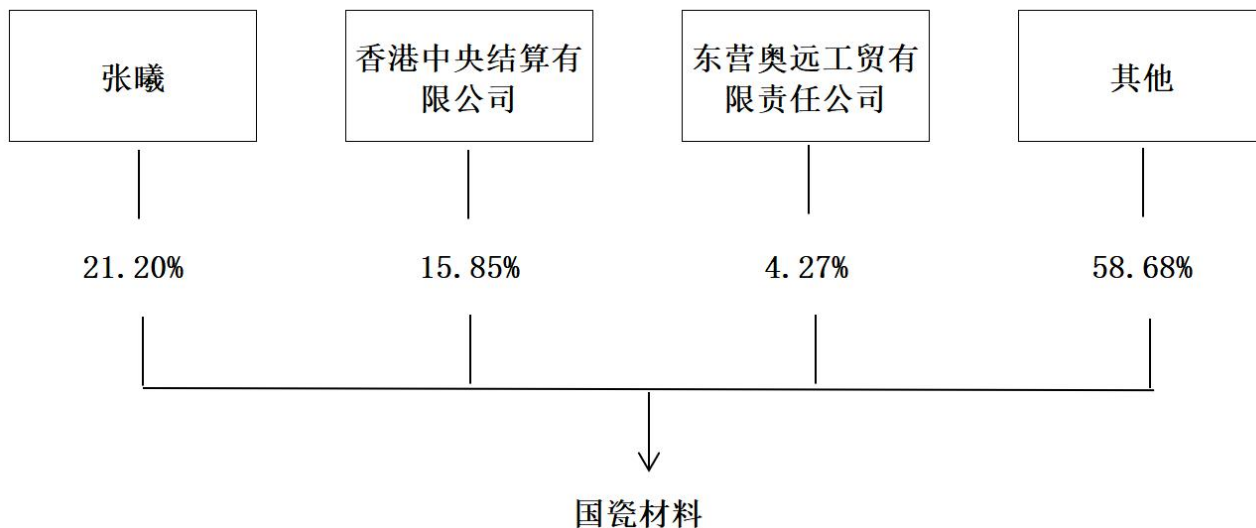 张曦
香港中央结算有
限公司
东营奥远工贸有
限责任公司
其他
21.20%
15.85%
4.27%
58.68%
国瓷材料